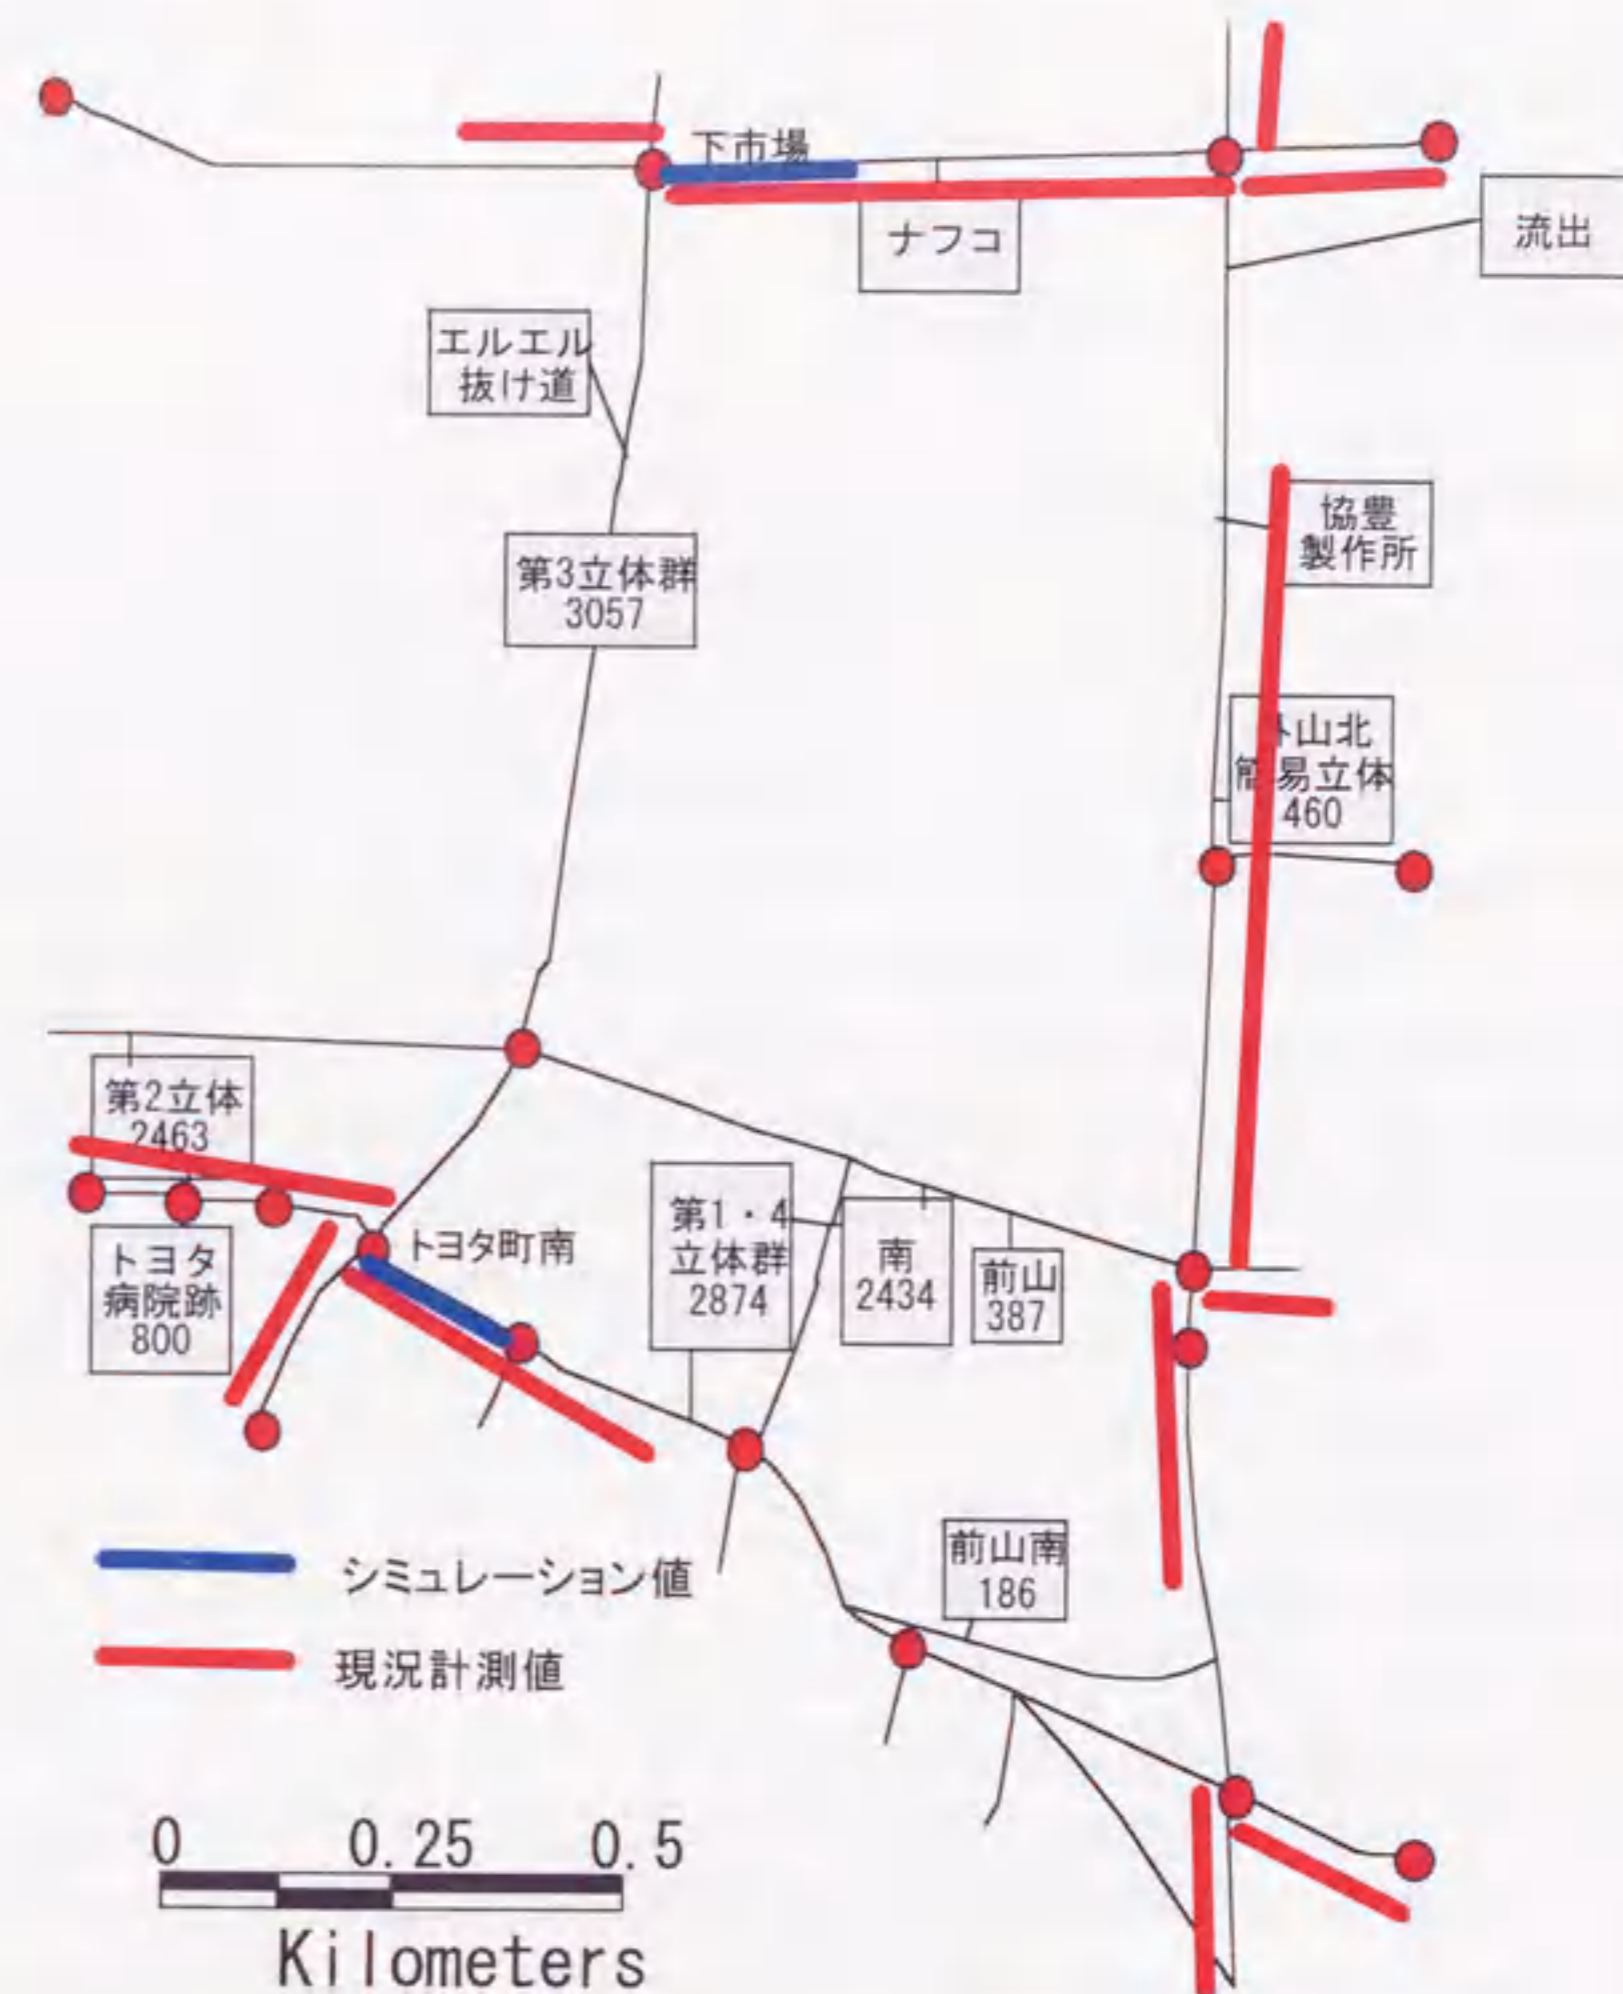 下市場
ナフコ
流出
エルエル
抜け道
協豊
製作所
第3立体群
3057
山北
易立体
460
第2立体
2463
トヨタ町南
第1・4
立体群
2874
南
2434
前山
387
トヨタ
病院跡
800
前山南
186
シミュレーション値
現況計測値
0 0.25 0.5
Kilometers